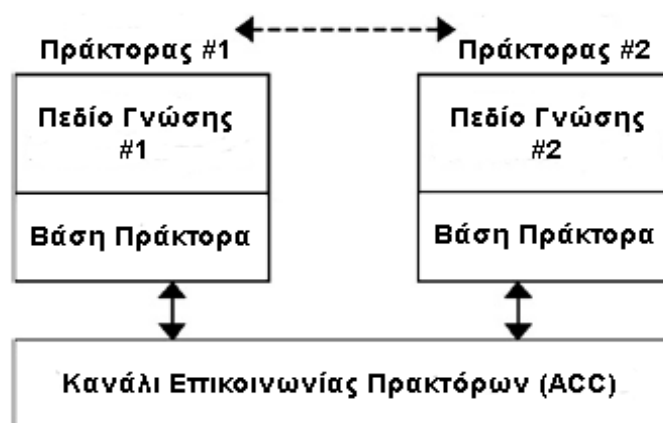 Πράκτορας #1
Πράκτορας #2
Πεδίο Γνώσης
#1
Πεδίο Γνώσης
#2
Βάση Πράκτορα
Βάση Πράκτορα
Κανάλι Επικοινωνίας Πρακτόρων (ACC)